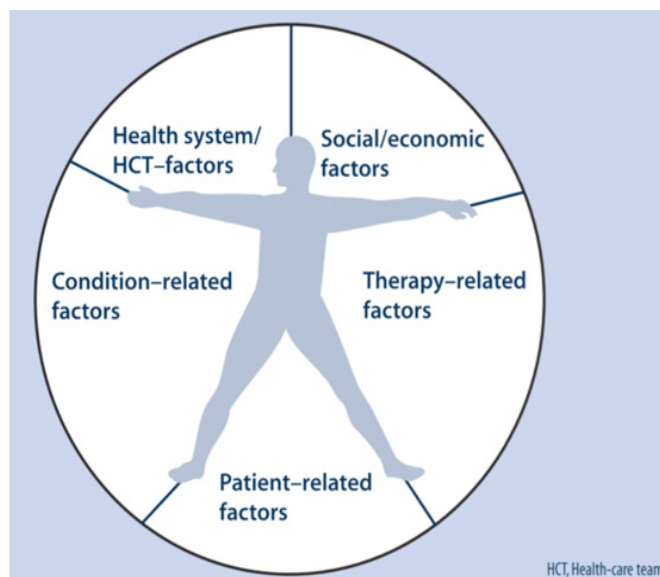 Health system/
HCT–factors
Social/economic
factors
Condition–related
factors
Therapy–related
factors
Patient–related
factors
HCT, Health-care team